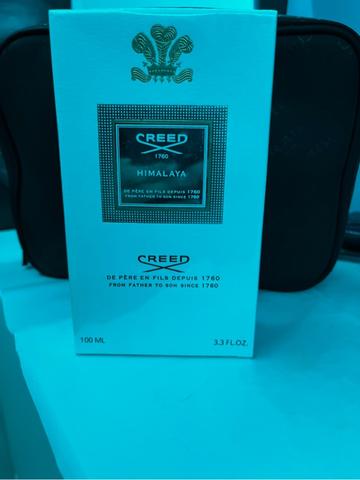 CREED
1760
HIMALAYA
DE PÈRE EN FILS DEPUIS 1760
FROM FATHER TO SON SINCE 1760
CREED
DE PÈRE EN FILS DEPUIS 1760
FROM FATHER TO SON SINCE 1760
100 ML 3.3 FL.OZ.